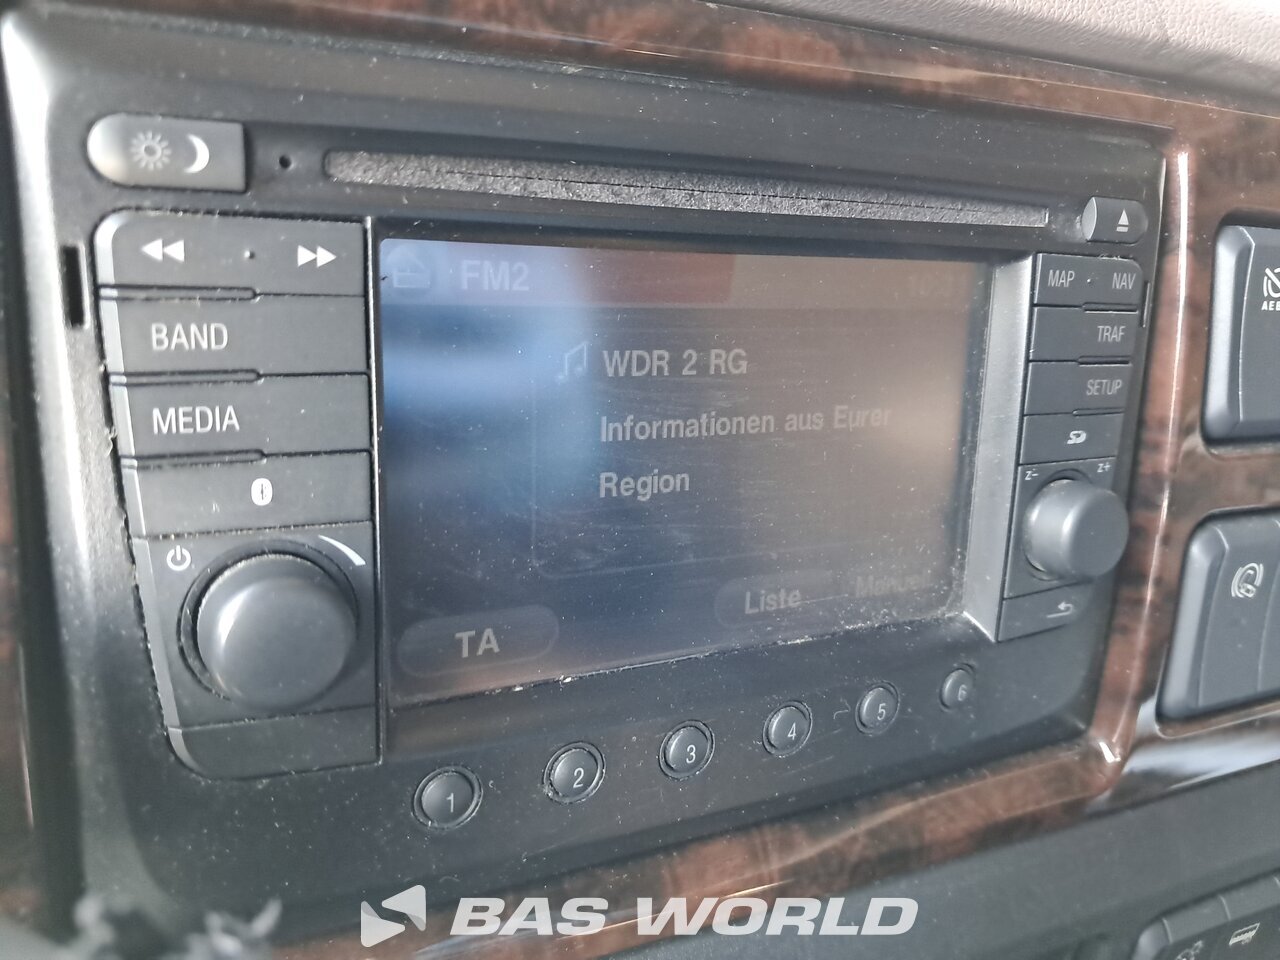 FM2
MAP · NAV
BAND
WDR 2 RG
TRAF
SETUP
MEDIA
Informationen aus Eurer
Region
z- z+
Liste
TA
1
2
3
4
5
6
BAS WORLD